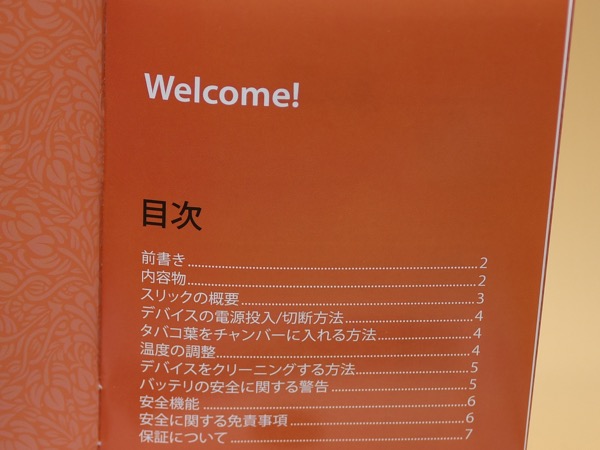 Welcome!
目次
前書き 2
内容物 2
スリックの概要 3
デバイスの電源投入/切断方法 4
タバコ葉をチャンバーに入れる方法 4
温度の調整 4
デバイスをクリーニングする方法 5
バッテリの安全に関する警告 5
安全機能 6
安全に関する免責事項 6
保証について 7